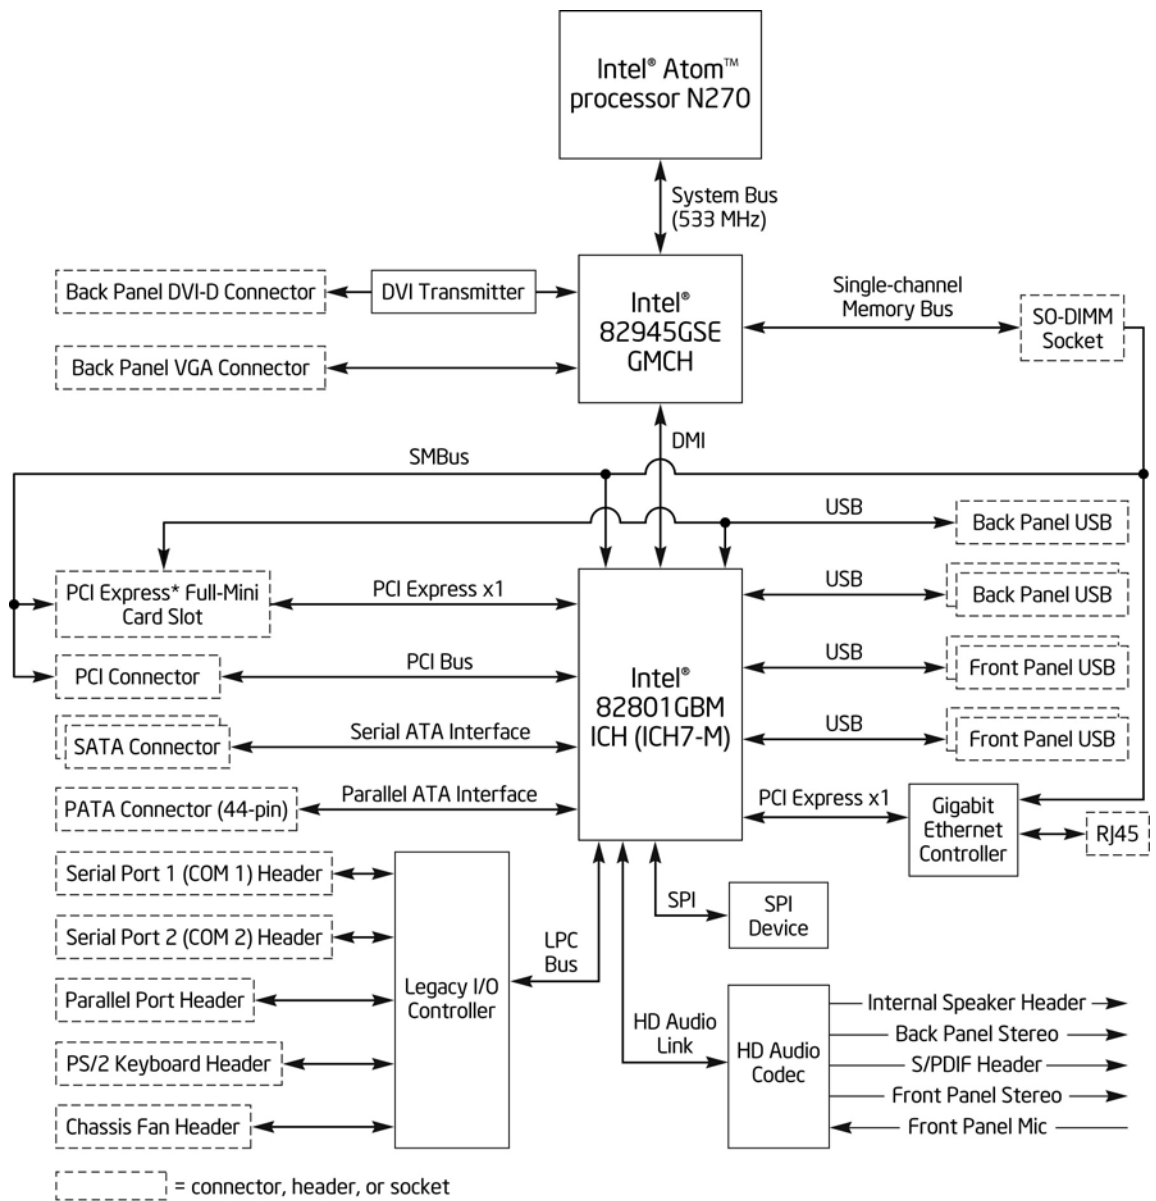 Intel® Atom™
processor N270
System Bus
(533 MHz)
Back Panel DVI-D Connector
DVI Transmitter
Intel®
82945GSE
GMCH
Single-channel
Memory Bus
SO-DIMM
Socket
Back Panel VGA Connector
DMI
SMBus
USB
Back Panel USB
PCI Express* Full-Mini
Card Slot
PCI Express x1
USB
Back Panel USB
PCI Connector
PCI Bus
Intel®
82801GBM
ICH (ICH7-M)
USB
Front Panel USB
SATA Connector
Serial ATA Interface
USB
Front Panel USB
PATA Connector (44-pin)
Parallel ATA Interface
PCI Express x1
Gigabit
Ethernet
Controller
RJ45
Serial Port 1 (COM 1) Header
Serial Port 2 (COM 2) Header
Parallel Port Header
PS/2 Keyboard Header
Chassis Fan Header
Legacy I/O
Controller
LPC
Bus
SPI
SPI
Device
HD Audio
Link
HD Audio
Codec
Internal Speaker Header
Back Panel Stereo
S/PDIF Header
Front Panel Stereo
Front Panel Mic
= connector, header, or socket